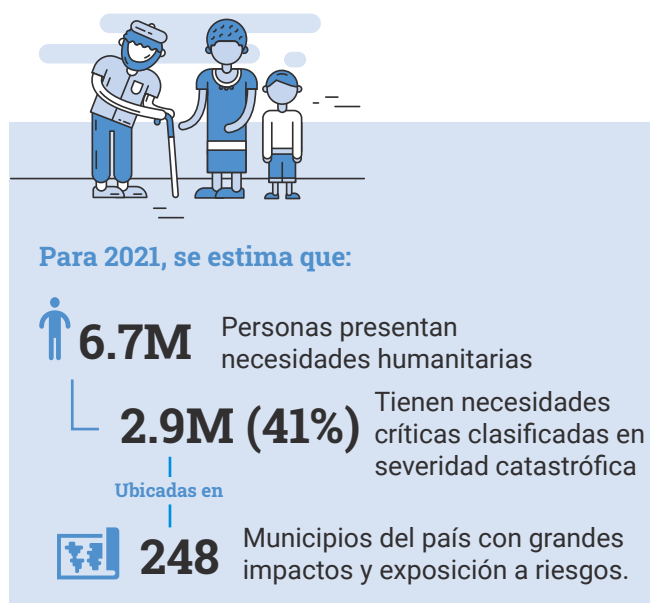 Para 2021, se estima que:
6.7M
Personas presentan
necesidades humanitarias
2.9M (41%)
Tienen necesidades
críticas clasificadas en
severidad catastrófica
Ubicadas en
248
Municipios del país con grandes
impactos y exposición a riesgos.